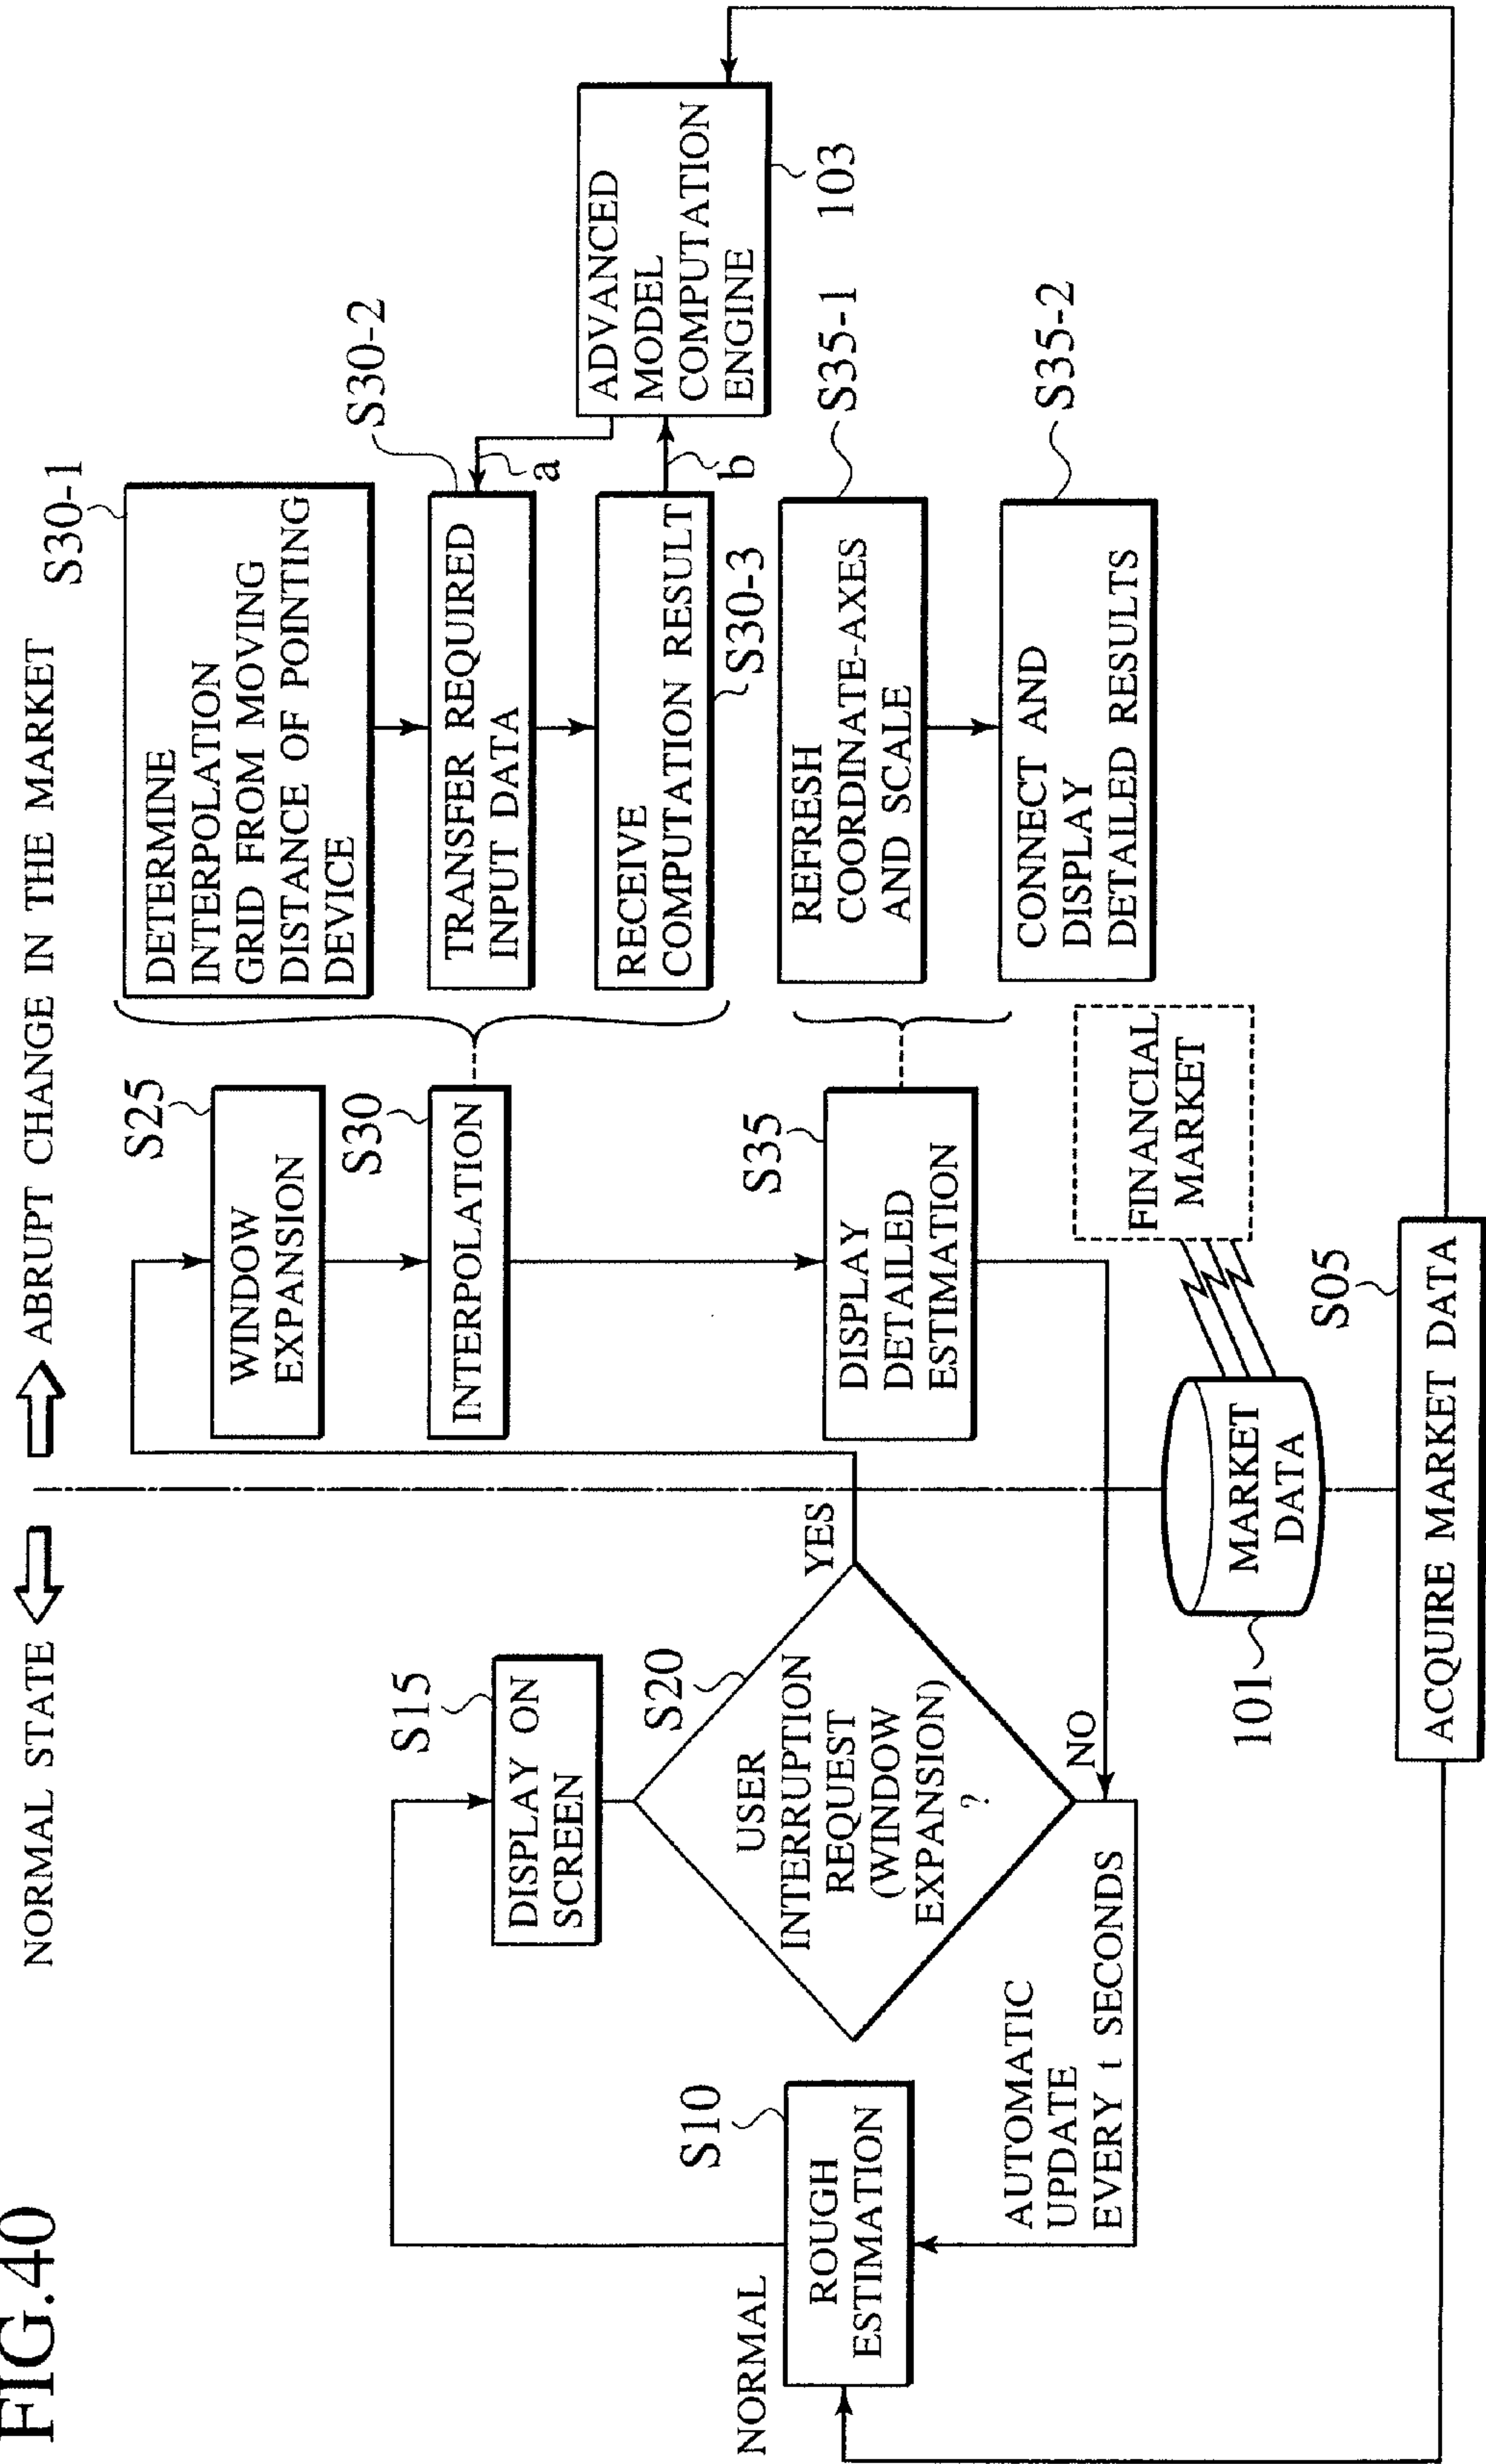 FIG.40
NORMAL STATE
ABRUPT CHANGE IN THE MARKET
NORMAL
S10
ROUGH
ESTIMATION
AUTOMATIC
UPDATE
EVERY t SECONDS
S15
DISPLAY ON
SCREEN
S20
USER
INTERRUPTION
REQUEST
(WINDOW
EXPANSION)
?
YES
NO
S25
WINDOW
EXPANSION
S30
INTERPOLATION
S35
DISPLAY
DETAILED
ESTIMATION
S30-1
DETERMINE
INTERPOLATION
GRID FROM MOVING
DISTANCE OF POINTING
DEVICE
S30-2
TRANSFER REQUIRED
INPUT DATA
RECEIVE
COMPUTATION RESULT
S30-3
a
b
ADVANCED
MODEL
COMPUTATION
ENGINE
103
S35-1
REFRESH
COORDINATE-AXES
AND SCALE
S35-2
CONNECT AND
DISPLAY
DETAILED RESULTS
FINANCIAL
MARKET
MARKET
DATA
101
S05
ACQUIRE MARKET DATA